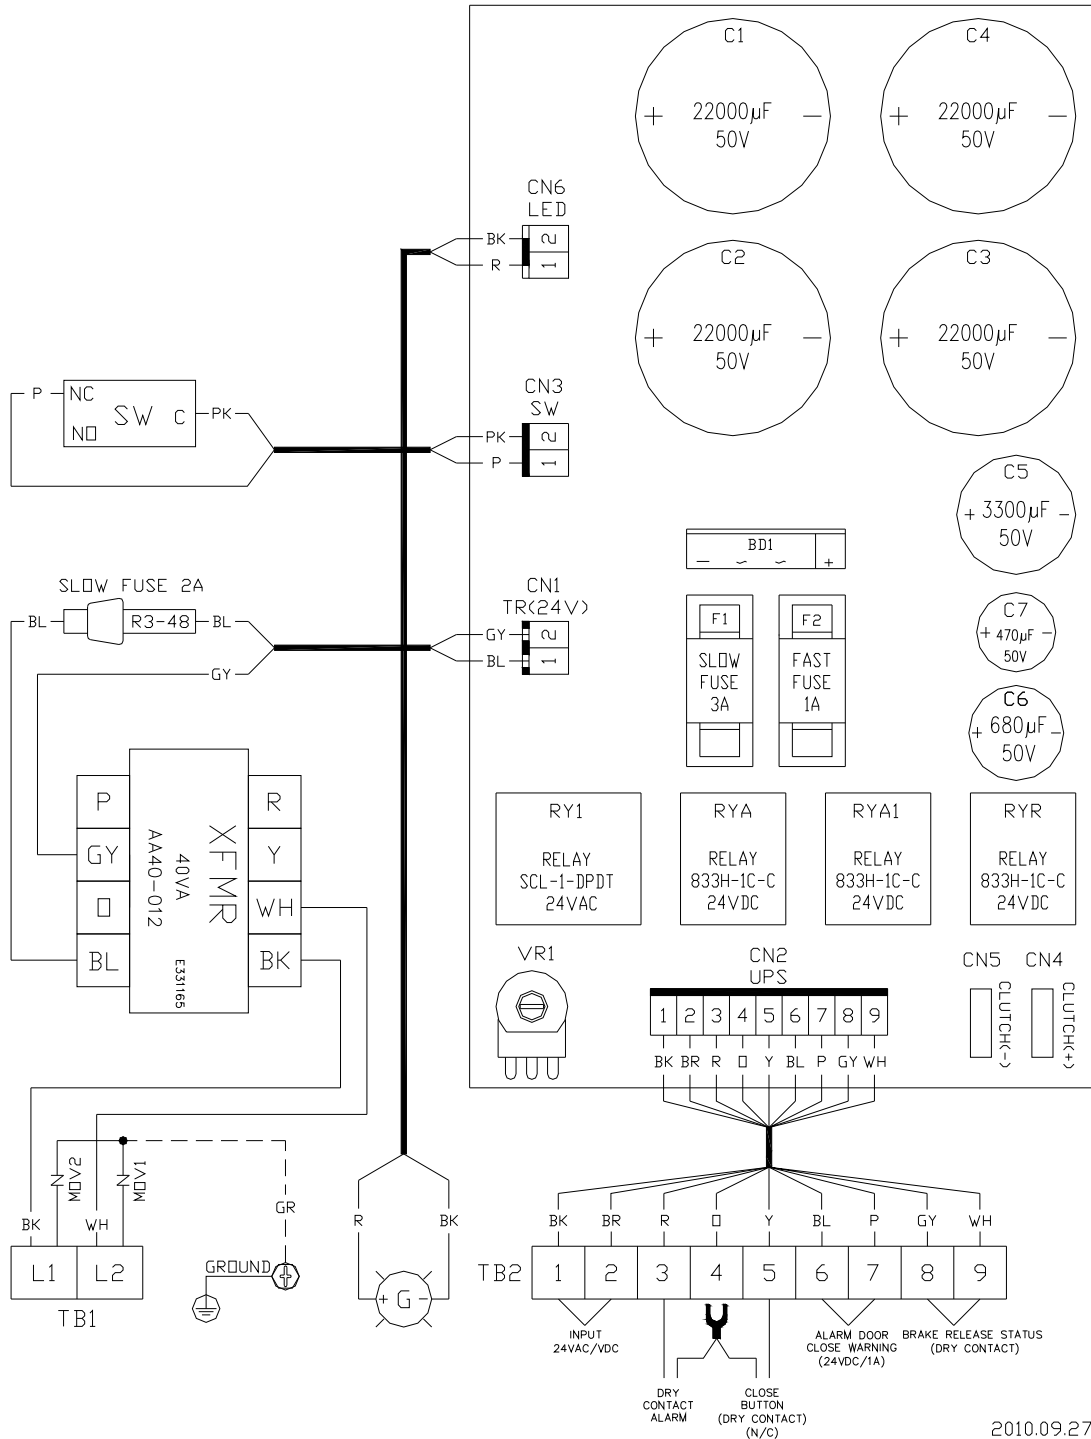 C1
22000µF
50V
+
−
C4
22000µF
50V
+
−
CN6
LED
BK
2
R
1
C2
22000µF
50V
+
−
C3
22000µF
50V
+
−
P
NC
SW
C
NO
PK
CN3
SW
PK
2
P
1
C5
+ 3300µF −
50V
BD1
− ~ ~ +
SLOW FUSE 2A
BL
R3-48
BL
GY
CN1
TR(24V)
GY
2
BL
1
F1
SLOW
FUSE
3A
F2
FAST
FUSE
1A
C7
+ 470µF −
50V
C6
+ 680µF −
50V
P
GY
O
BL
XFMR
40VA
AA40-012
E331165
R
Y
WH
BK
RY1
RELAY
SCL-1-DPDT
24VAC
RYA
RELAY
833H-1C-C
24VDC
RYA1
RELAY
833H-1C-C
24VDC
RYR
RELAY
833H-1C-C
24VDC
VR1
CN2
UPS
1 2 3 4 5 6 7 8 9
BK BR R O Y BL P GY WH
CN5
CLUTCH(-)
CN4
CLUTCH(+)
MOV2
MOV1
BK
WH
GR
L1
L2
TB1
GROUND
R
BK
+ G −
BK BR R O Y BL P GY WH
TB2
1 2 3 4 5 6 7 8 9
INPUT
24VAC/VDC
DRY
CONTACT
ALARM
CLOSE
BUTTON
(DRY CONTACT)
(N/C)
ALARM DOOR
CLOSE WARNING
(24VDC/1A)
BRAKE RELEASE STATUS
(DRY CONTACT)
2010.09.27